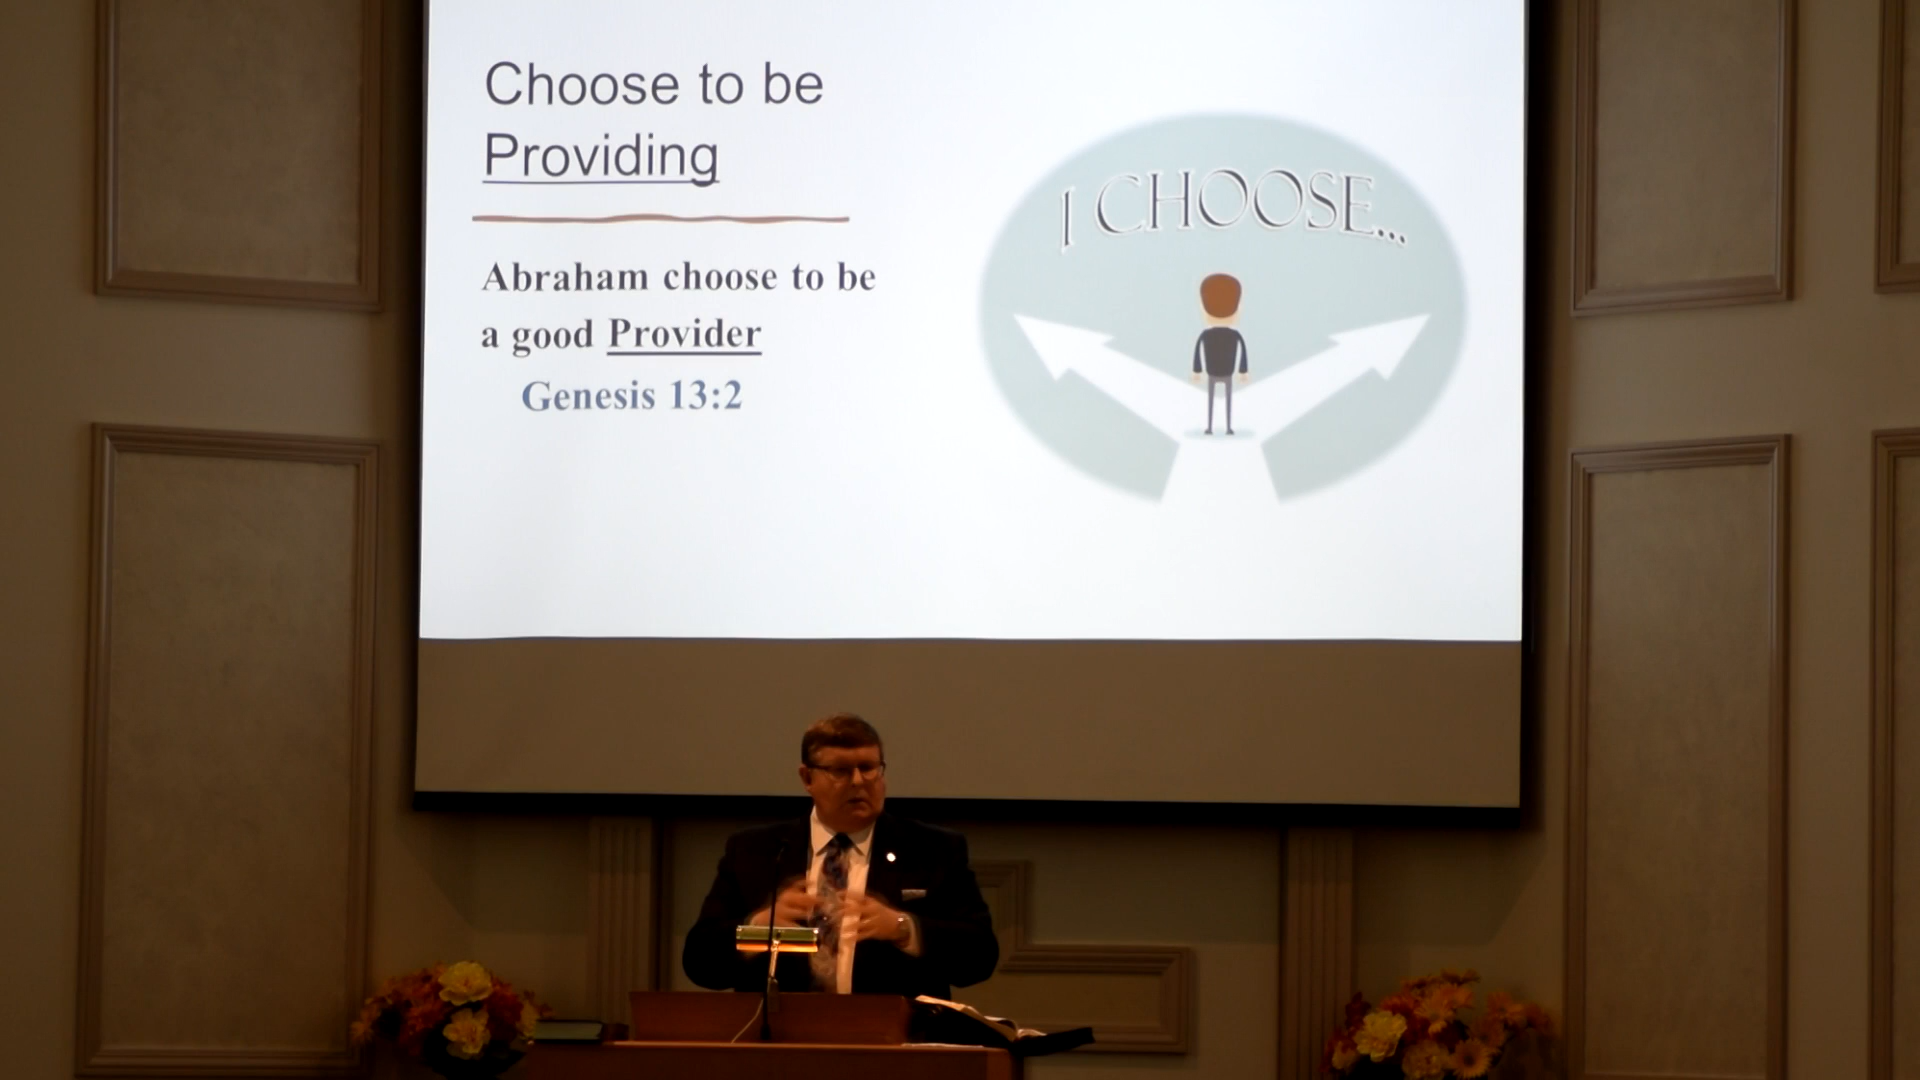 Choose to be
Providing
Abraham choose to be
a good Provider
Genesis 13:2
I CHOOSE...